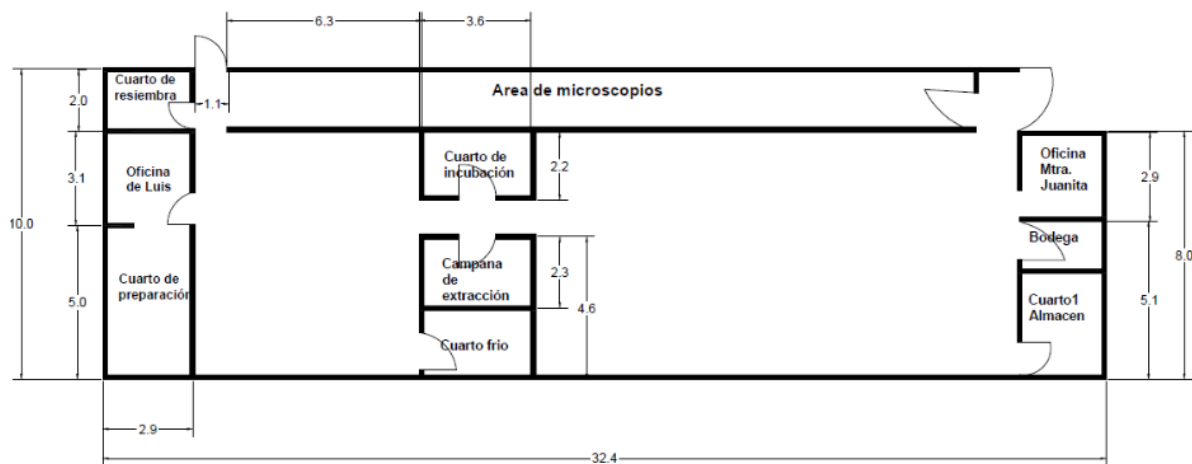 6.3
3.6
Cuarto de
resiembra
2.0
1.1
Area de microscopios
Oficina
de Luis
3.1
Cuarto de
incubación
2.2
Oficina
Mtra.
Juanita
2.9
10.0
Bodega
8.0
Cuarto de
preparación
5.0
Campana
de
extracción
2.3
4.6
Cuarto1
Almacen
5.1
Cuarto frio
2.9
32.4